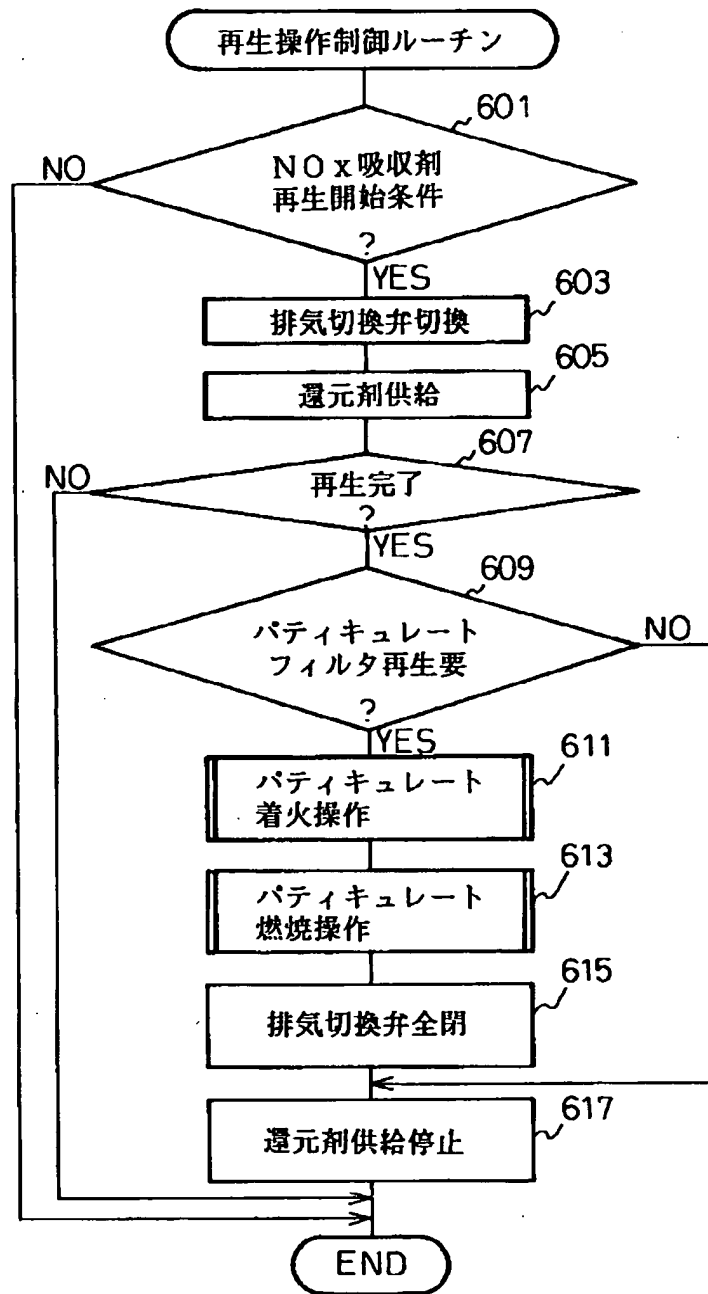 再生操作制御ルーチン
601
NOx吸収剤
再生開始条件
?
NO
YES
603
排気切換弁切換
605
還元剤供給
607
再生完了
?
NO
YES
609
パティキュレート
フィルタ再生要
?
NO
YES
611
パティキュレート
着火操作
613
パティキュレート
燃焼操作
615
排気切換弁全閉
617
還元剤供給停止
END